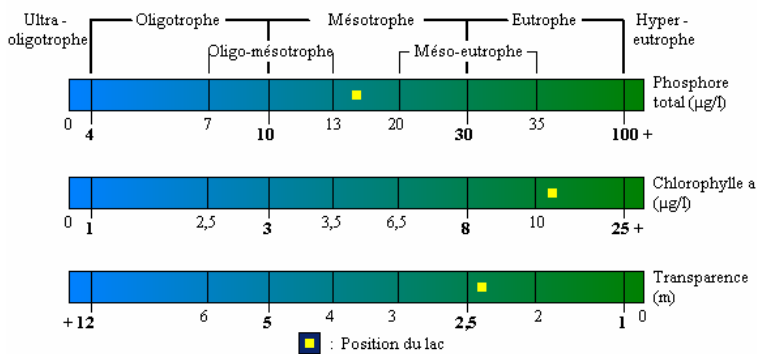 Ultra-
oligotrophe
Oligotrophe
Mésotrophe
Eutrophe
Hyper-
eutrophe
Oligo-mésotrophe
Méso-eutrophe
Phosphore
total (µg/l)
0 4 7 10 13 20 30 35 100 +
Chlorophylle a
(µg/l)
0 1 2,5 3 3,5 6,5 8 10 25 +
Transparence
(m)
+ 12 6 5 4 3 2,5 2 1 0
: Position du lac